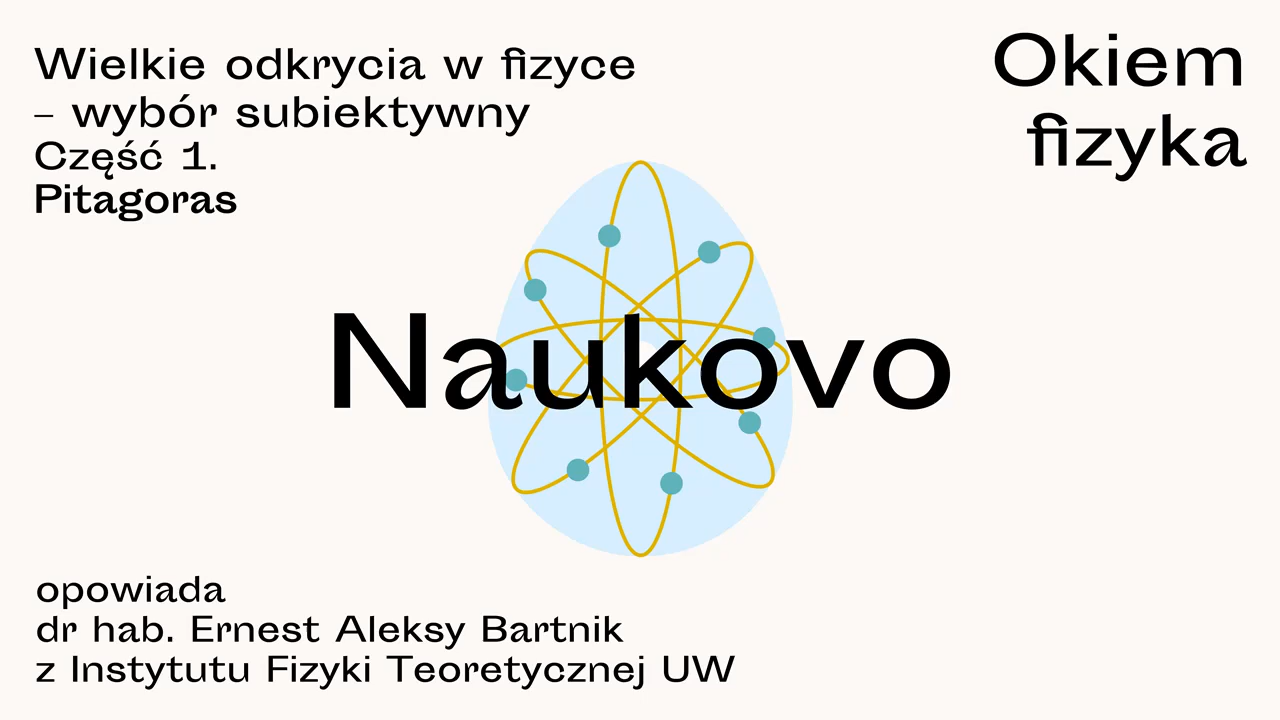 Wielkie odkrycia w fizyce
– wybór subiektywny
Część 1.
Pitagoras
Okiem
fizyka
Naukovo
opowiada
dr hab. Ernest Aleksy Bartnik
z Instytutu Fizyki Teoretycznej UW